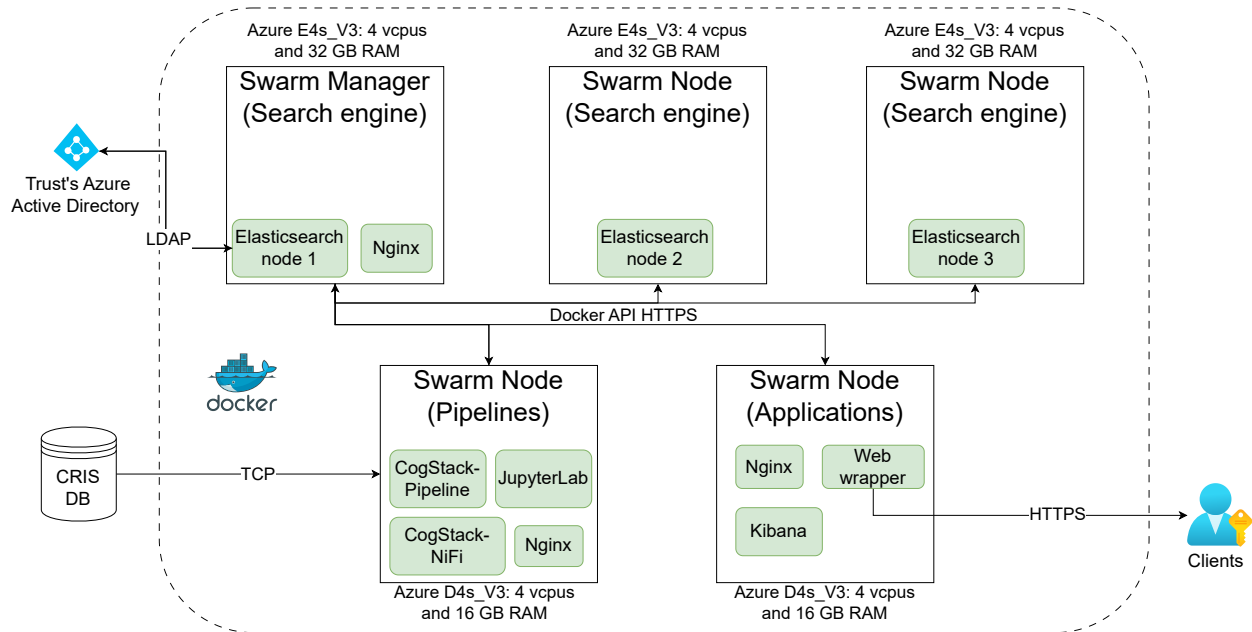 Azure E4s_V3: 4 vcpus
and 32 GB RAM
Swarm Manager
(Search engine)
Elasticsearch
node 1
Nginx
Azure E4s_V3: 4 vcpus
and 32 GB RAM
Swarm Node
(Search engine)
Elasticsearch
node 2
Azure E4s_V3: 4 vcpus
and 32 GB RAM
Swarm Node
(Search engine)
Elasticsearch
node 3
Trust's Azure
Active Directory
LDAP
Docker API HTTPS
docker
CRIS
DB
TCP
Swarm Node
(Pipelines)
CogStack-
Pipeline
JupyterLab
CogStack-
NiFi
Nginx
Azure D4s_V3: 4 vcpus
and 16 GB RAM
Swarm Node
(Applications)
Nginx
Web
wrapper
Kibana
Azure D4s_V3: 4 vcpus
and 16 GB RAM
HTTPS
Clients